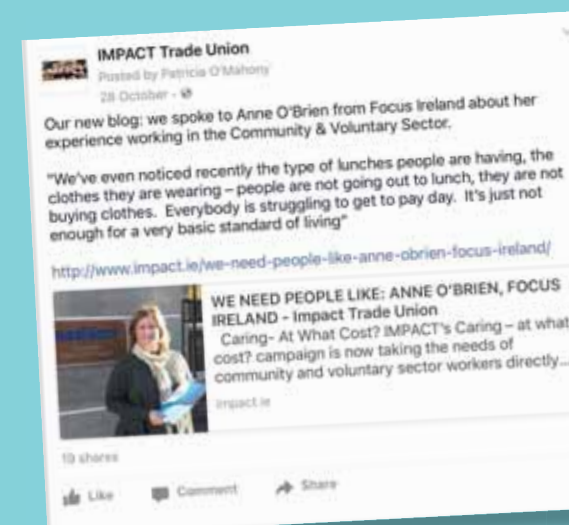 IMPACT Trade Union
Posted by Patricia O'Mahony
28 October -
Our new blog: we spoke to Anne O'Brien from Focus Ireland about her
experience working in the Community & Voluntary Sector.
"We've even noticed recently the type of lunches people are having, the
clothes they are wearing – people are not going out to lunch, they are not
buying clothes. Everybody is struggling to get to pay day. It's just not
enough for a very basic standard of living"
http://www.impact.ie/we-need-people-like-anne-obrien-focus-ireland/
WE NEED PEOPLE LIKE: ANNE O'BRIEN, FOCUS
IRELAND - Impact Trade Union
Caring- At What Cost? IMPACT's Caring – at what
cost? campaign is now taking the needs of
community and voluntary sector workers directly...
impact.ie
19 shares
Like Comment Share